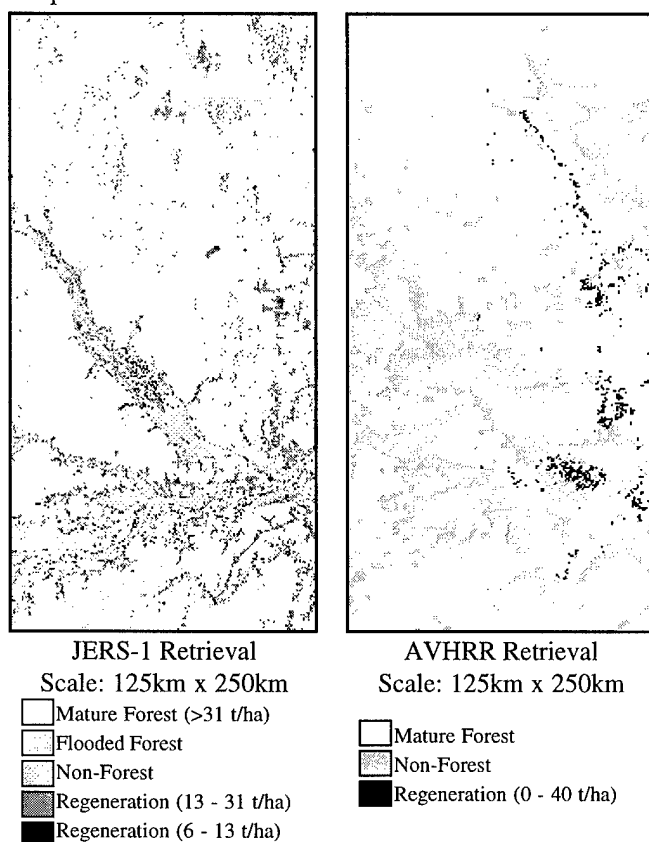 JERS-1 Retrieval
Scale: 125km x 250km
Mature Forest (>31 t/ha)
Flooded Forest
Non-Forest
Regeneration (13 - 31 t/ha)
Regeneration (6 - 13 t/ha)
AVHRR Retrieval
Scale: 125km x 250km
Mature Forest
Non-Forest
Regeneration (0 - 40 t/ha)